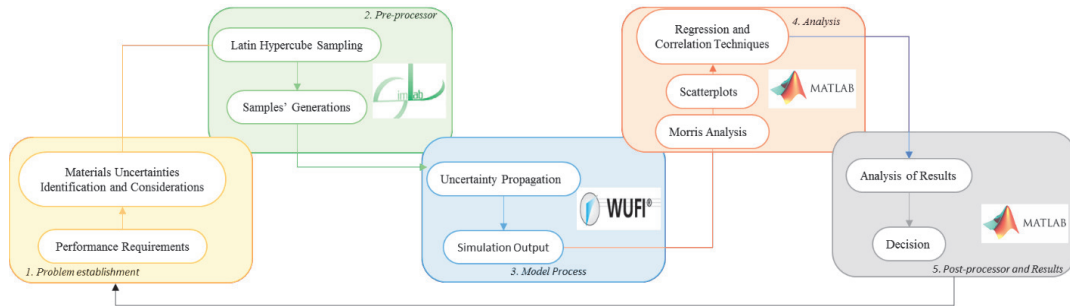 2. Pre-processor
Latin Hypercube Sampling
Samples’ Generations
Materials Uncertainties
Identification and Considerations
Performance Requirements
1. Problem establishment
Uncertainty Propagation
WUFI®
Simulation Output
3. Model Process
Regression and
Correlation Techniques
4. Analysis
Scatterplots
MATLAB
Morris Analysis
Analysis of Results
MATLAB
Decision
5. Post-processor and Results